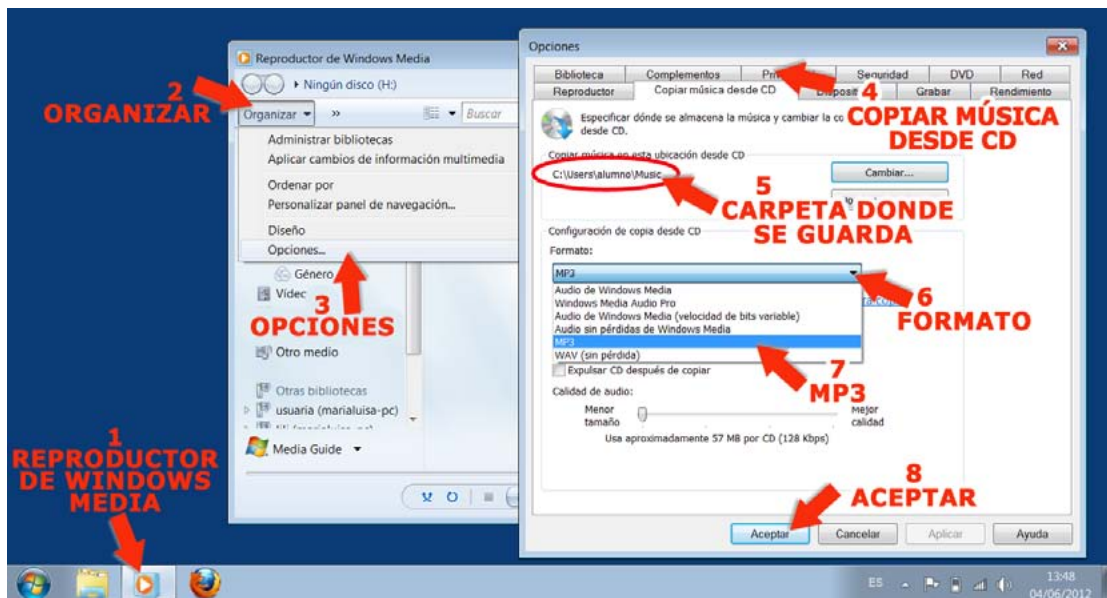 Reproductor de Windows Media
Ningún disco (H:)
Organizar
»
Buscar
Administrar bibliotecas
Aplicar cambios de información multimedia
Ordenar por
Personalizar panel de navegación...
Diseño
Opciones...
Género
Otro medio
Otras bibliotecas
usuaria (marialuisa-pc)
Media Guide
2
ORGANIZAR
3
OPCIONES
1
REPRODUCTOR
DE WINDOWS
MEDIA
Opciones
Biblioteca Complementos Seguridad DVD Red
Reproductor Copiar música desde CD Grabar Rendimiento
Especificar dónde se almacena la música y cambiar la
desde CD.
4
COPIAR MÚSICA
DESDE CD
Copiar música en esta ubicación desde CD
C:\Users\alumno\Music
Cambiar...
5
CARPETA DONDE
SE GUARDA
Configuración de copia desde CD
Formato:
MP3
Audio de Windows Media
Windows Media Audio Pro
Audio de Windows Media (velocidad de bits variable)
Audio sin pérdidas de Windows Media
MP3
WAV (sin pérdida)
6
FORMATO
7
MP3
Expulsar CD después de copiar
Calidad de audio:
Menor
tamaño
Mejor
calidad
Usa aproximadamente 57 MB por CD (128 Kbps)
8
ACEPTAR
Aceptar Cancelar Aplicar Ayuda
ES
13:48
04/06/2012